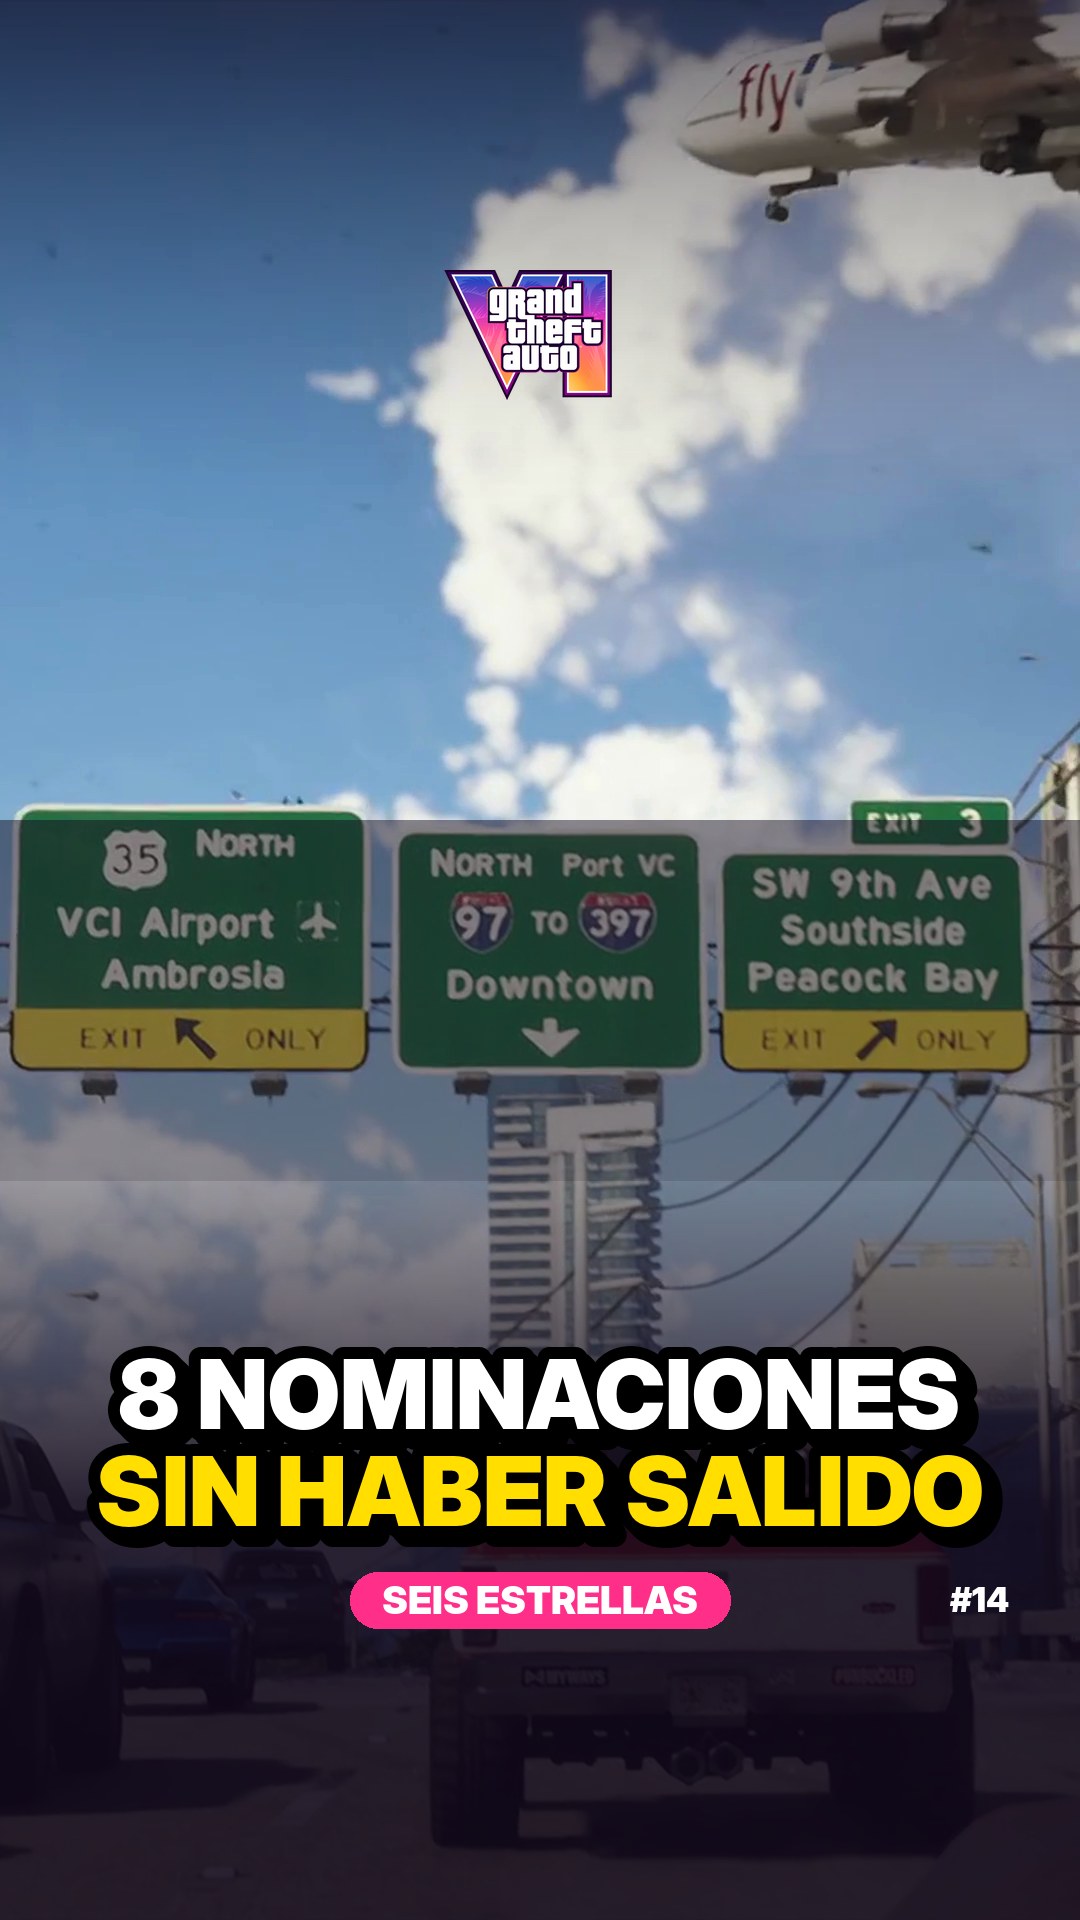 fly
grand
theft
auto
VI
35 NORTH
VCI Airport
Ambrosia
EXIT ONLY
NORTH Port VC
97 TO 397
Downtown
EXIT 3
SW 9th Ave
Southside
Peacock Bay
EXIT ONLY
8 NOMINACIONES
SIN HABER SALIDO
SEIS ESTRELLAS
#14